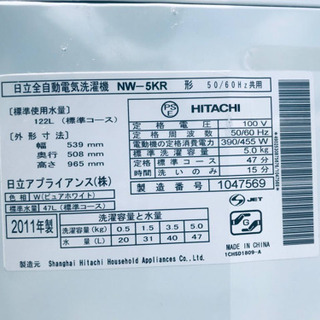 日立全自動電気洗濯機 NW-5KR 形 50/60Hz共用
[標準使用水量]
122L (標準コース)
[外 形 寸 法]
幅 539 mm
奥行 508 mm
高さ 965 mm
日立アプライアンス(株)
色 相 W(ピュアホワイト)
標準水量 47L (標準コース)
PSE HITACHI
定 格 電 圧 100 V
定 格 周 波 数 50/60 Hz
電動機の定格消費電力 390/455 W
標準洗濯容量 5.0 kg
標準コース 47分
時間 洗いのみ 15分
製造番号 1047569
2011年製
洗濯容量と水量
洗濯容量(kg) 0.5 1.5 3.5 5.0
水 量 (L) 20 31 40 47
S-JET
MADE IN CHINA
1CHSD1809-A
製造元 Shanghai Hitachi Household Appliances Co., Ltd.